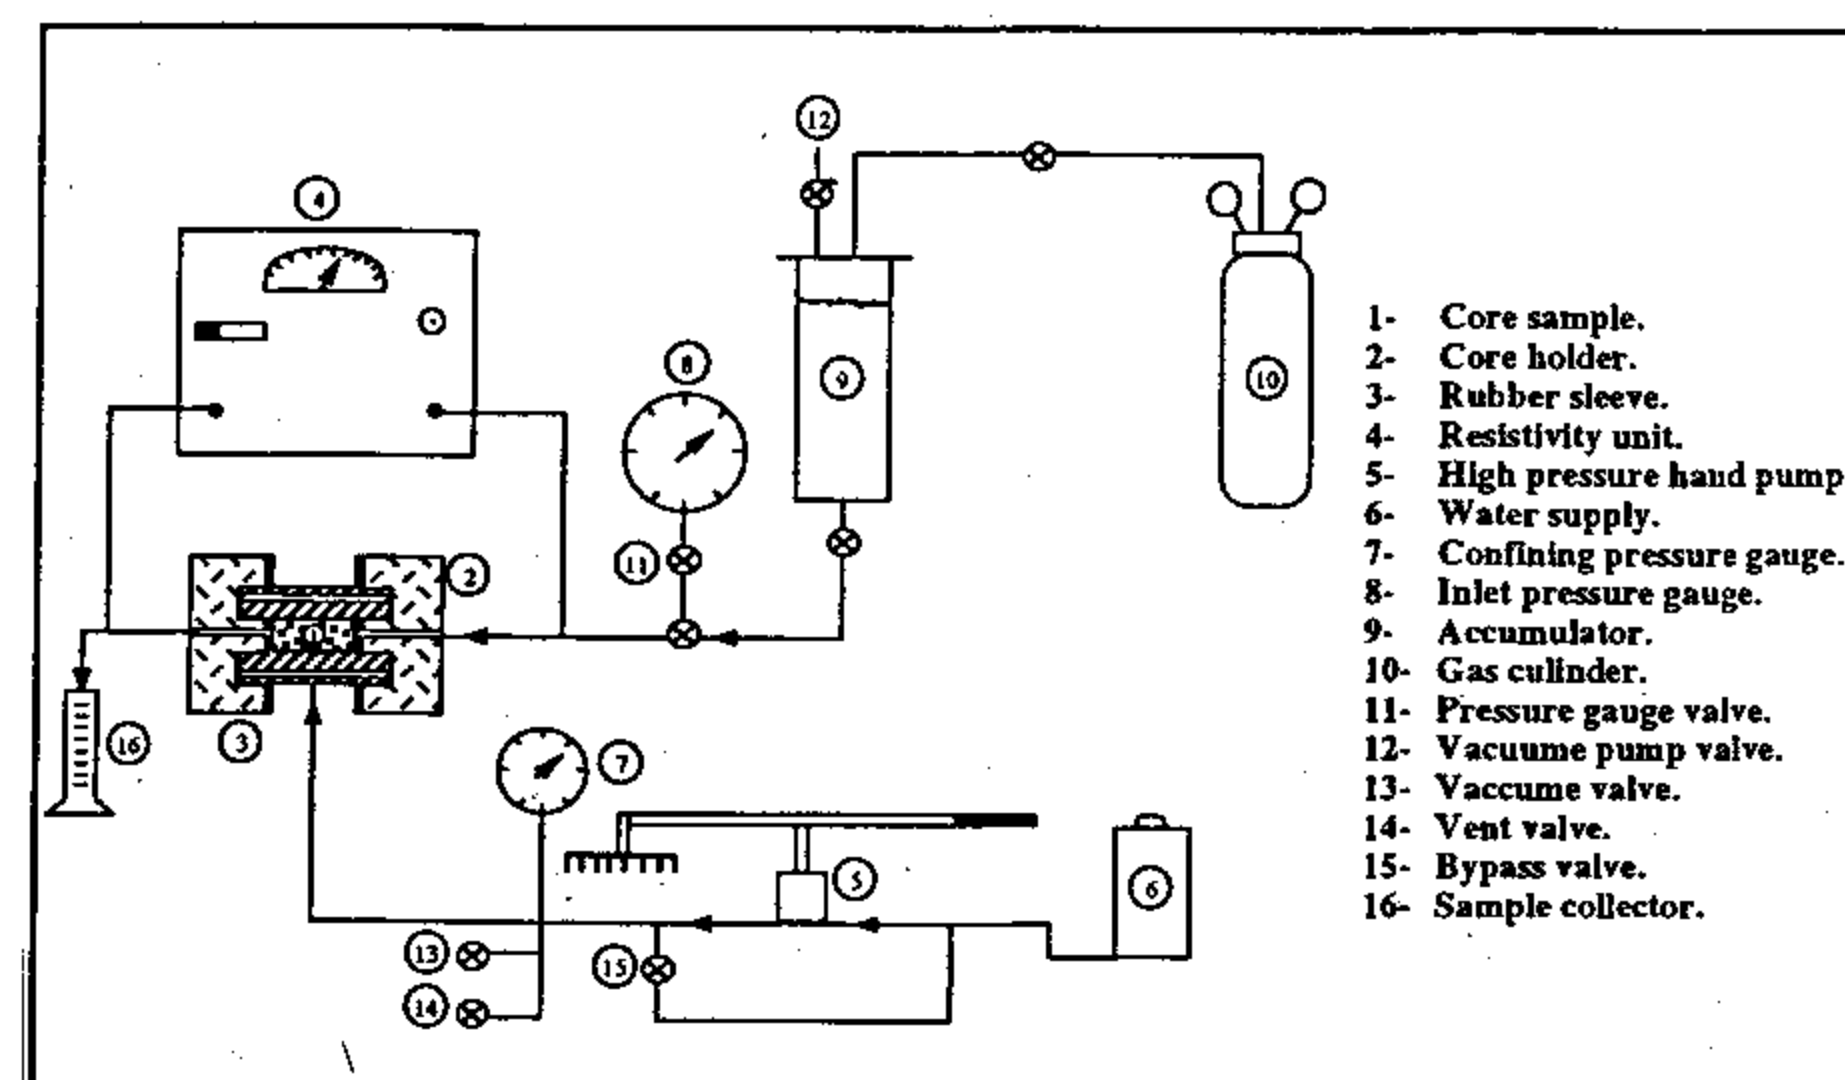 12
4
8
9
10
11
2
1
3
16
7
5
6
13
15
14
1- Core sample.
2- Core holder.
3- Rubber sleeve.
4- Resistivity unit.
5- High pressure hand pump
6- Water supply.
7- Confining pressure gauge.
8- Inlet pressure gauge.
9- Accumulator.
10- Gas culinder.
11- Pressure gauge valve.
12- Vacuume pump valve.
13- Vaccume valve.
14- Vent valve.
15- Bypass valve.
16- Sample collector.